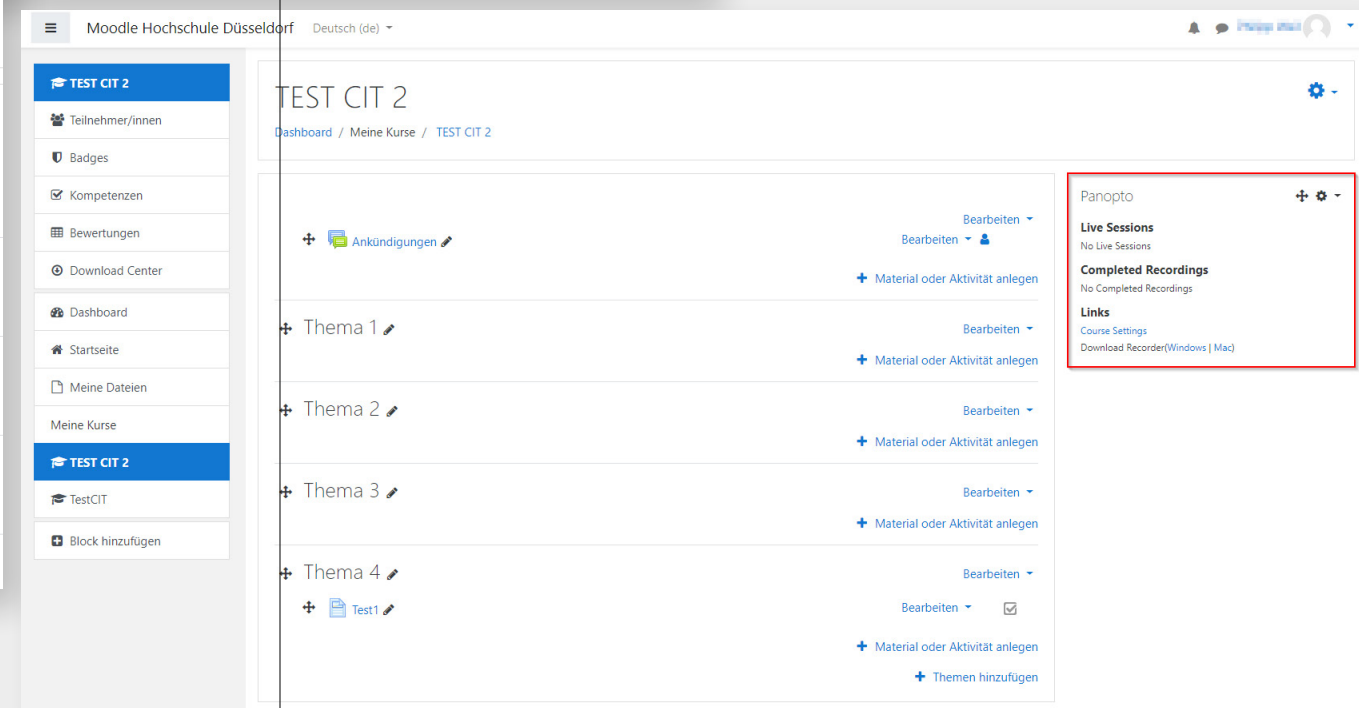 Moodle Hochschule Düsseldorf Deutsch (de)
TEST CIT 2
Teilnehmer/innen
Badges
Kompetenzen
Bewertungen
Download Center
Dashboard
Startseite
Meine Dateien
Meine Kurse
TEST CIT 2
TestCIT
Block hinzufügen
TEST CIT 2
Dashboard / Meine Kurse / TEST CIT 2
Bearbeiten
Ankündigungen Bearbeiten
Material oder Aktivität anlegen
Thema 1 Bearbeiten
Material oder Aktivität anlegen
Thema 2 Bearbeiten
Material oder Aktivität anlegen
Thema 3 Bearbeiten
Material oder Aktivität anlegen
Thema 4 Bearbeiten
Test1 Bearbeiten
Material oder Aktivität anlegen
Themen hinzufügen
Panopto
Live Sessions
No Live Sessions
Completed Recordings
No Completed Recordings
Links
Course Settings
Download Recorder(Windows | Mac)